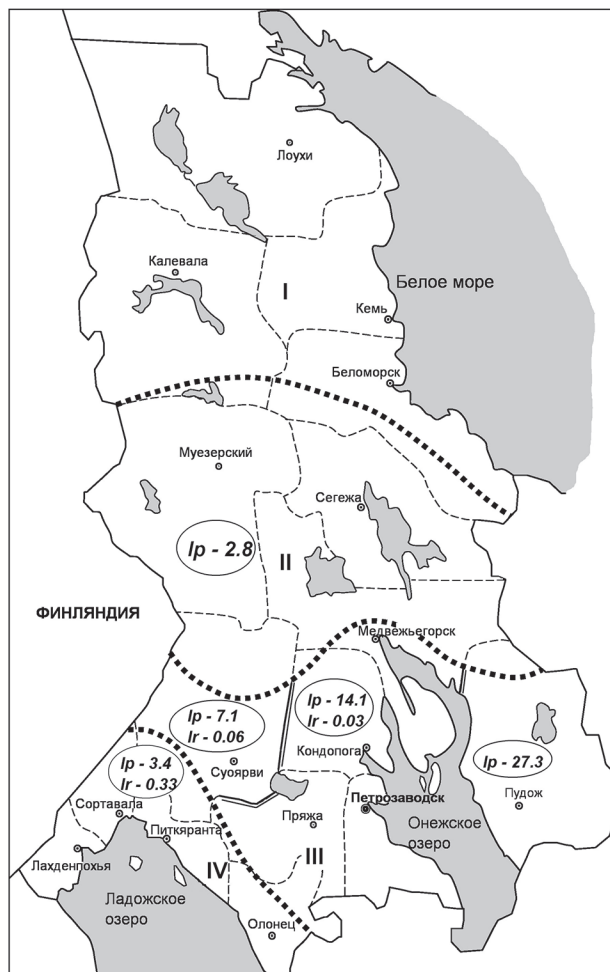 Лоухи
Калевала
I
Белое море
Кемь
Беломорск
Муезерский
Сегежа
Ip - 2.8
II
ФИНЛЯНДИЯ
Медвежьегорск
Ip - 7.1
Ir - 0.06
Ip - 14.1
Ir - 0.03
Кондопога
Ip - 27.3
Суоярви
Ip - 3.4
Ir - 0.33
Сортавала
Петрозаводск
Пудож
Пряжа
Онежское
озеро
Питкяранта
Лахденпохья
IV
III
Ладожское
озеро
Олонец